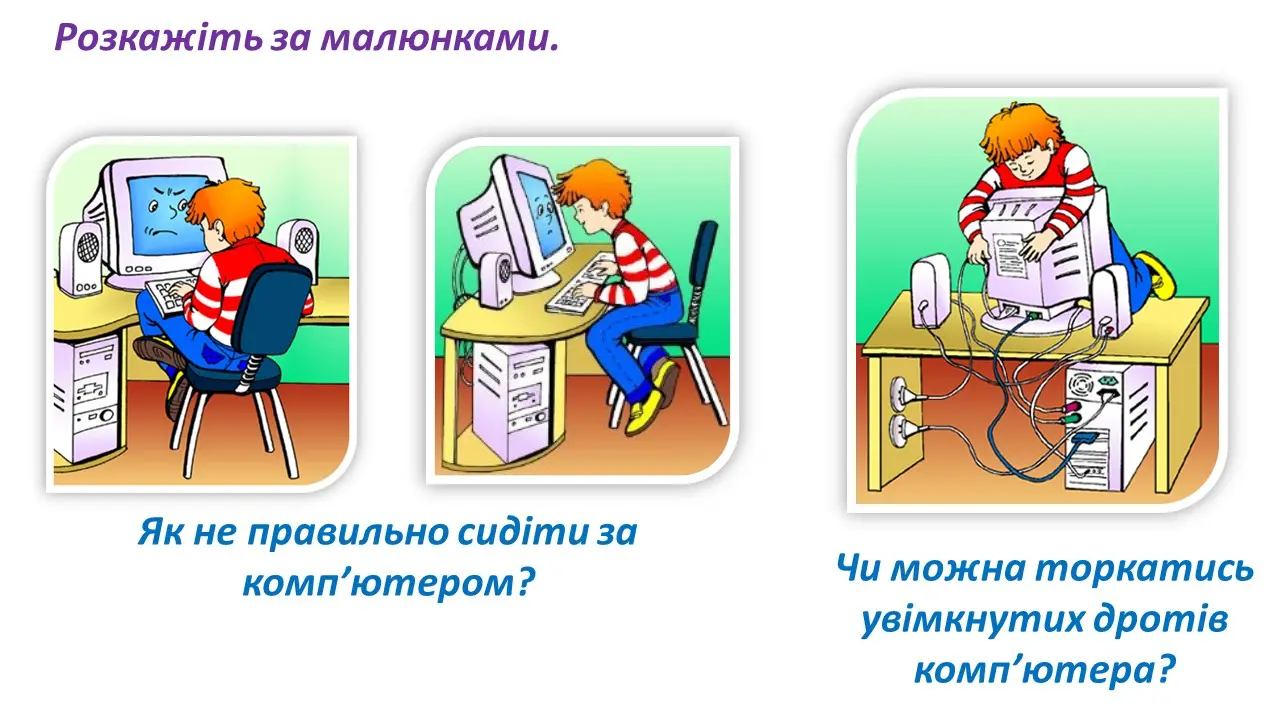 Розкажіть за малюнками.
Як не правильно сидіти за
комп’ютером?
Чи можна торкатись
увімкнутих дротів
комп’ютера?